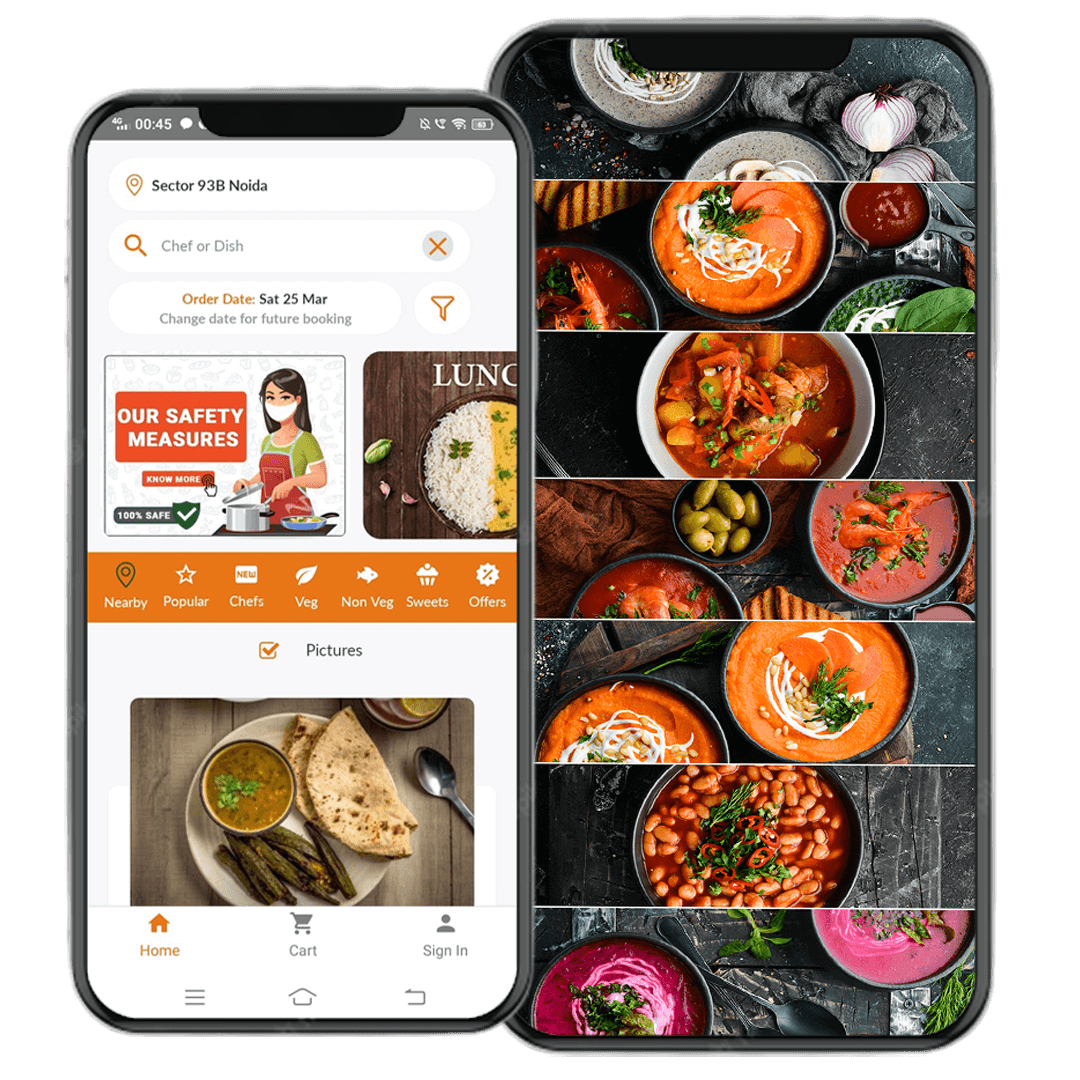 4G 00:45 63
Sector 93B Noida
Chef or Dish
Order Date: Sat 25 Mar
Change date for future booking
OUR SAFETY
MEASURES
KNOW MORE
100% SAFE
LUNC
NEW
Nearby Popular Chefs Veg Non Veg Sweets Offers
Pictures
Home Cart Sign In